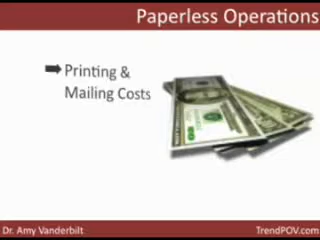 Paperless Operations
Printing &
Mailing Costs
Dr. Amy Vanderbilt
TrendPOV.com